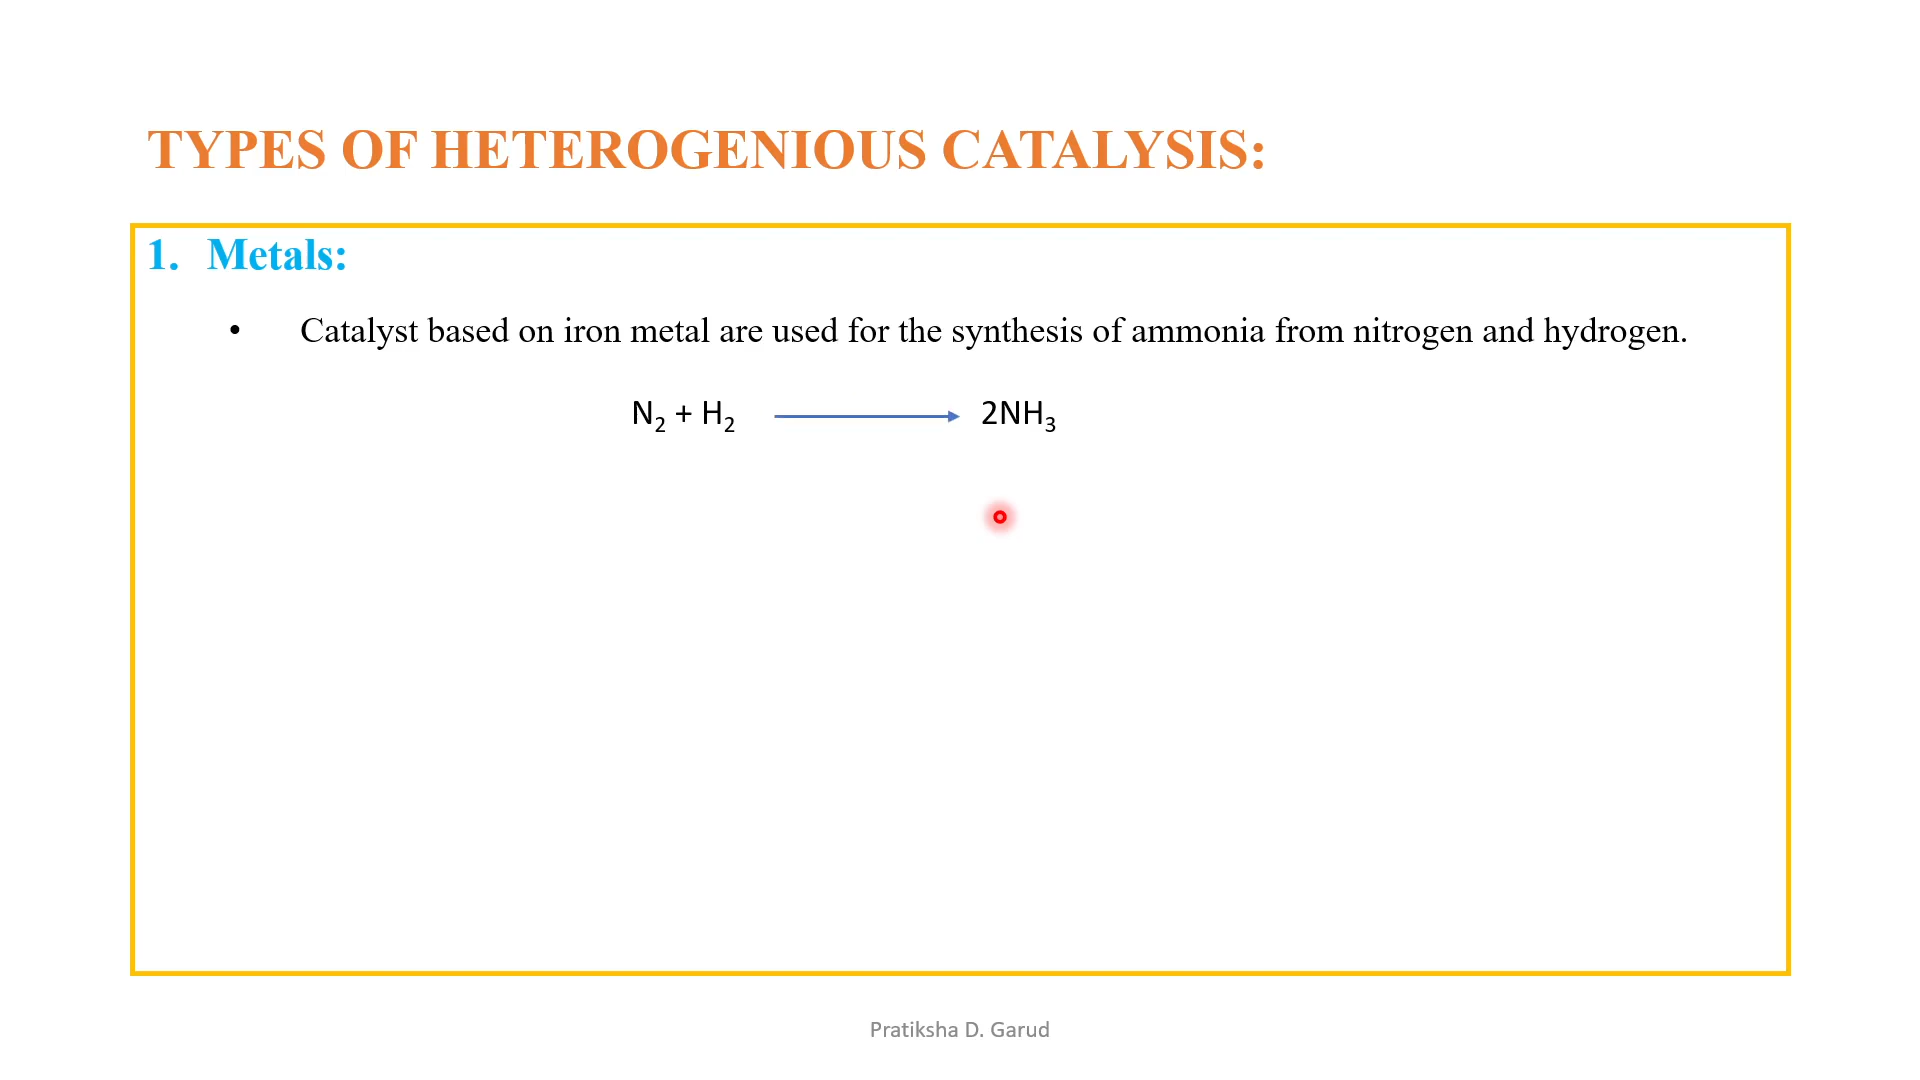 TYPES OF HETEROGENIOUS CATALYSIS:
1. Metals:
• Catalyst based on iron metal are used for the synthesis of ammonia from nitrogen and hydrogen.
N₂ + H₂ ⟶ 2NH₃
Pratiksha D. Garud